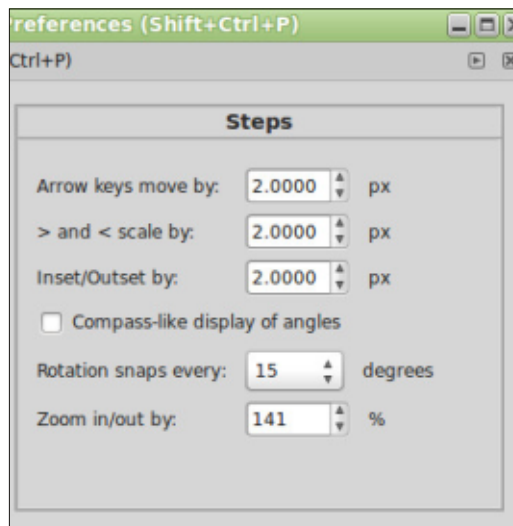 references (Shift+Ctrl+P)
Ctrl+P)
Steps
Arrow keys move by: 2.0000 px
> and < scale by: 2.0000 px
Inset/Outset by: 2.0000 px
Compass-like display of angles
Rotation snaps every: 15 degrees
Zoom in/out by: 141 %